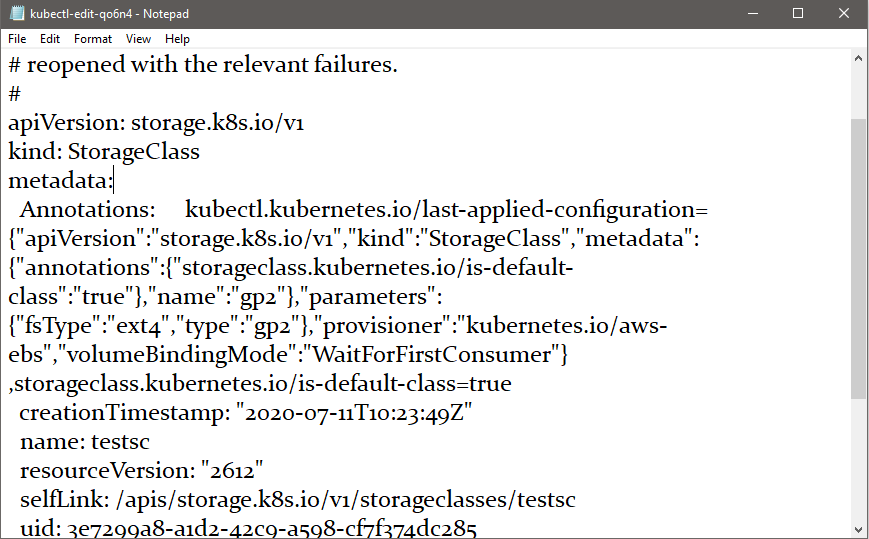 kubectl-edit-qo6n4 - Notepad
File Edit Format View Help
# reopened with the relevant failures.
#
apiVersion: storage.k8s.io/v1
kind: StorageClass
metadata:
  Annotations:     kubectl.kubernetes.io/last-applied-configuration=
{"apiVersion":"storage.k8s.io/v1","kind":"StorageClass","metadata":
{"annotations":{"storageclass.kubernetes.io/is-default-
class":"true"},"name":"gp2"},"parameters":
{"fsType":"ext4","type":"gp2"},"provisioner":"kubernetes.io/aws-
ebs","volumeBindingMode":"WaitForFirstConsumer"}
,storageclass.kubernetes.io/is-default-class=true
  creationTimestamp: "2020-07-11T10:23:49Z"
  name: testsc
  resourceVersion: "2612"
  selfLink: /apis/storage.k8s.io/v1/storageclasses/testsc
  uid: 3e7299a8-a1d2-42c9-a598-cf7f374dc285